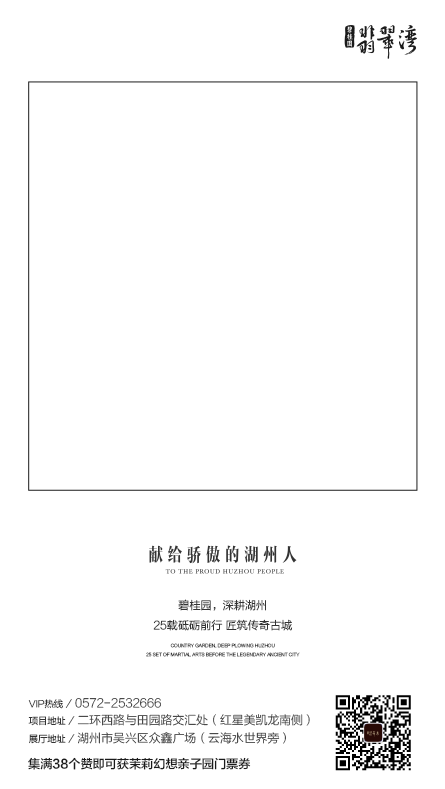 碧桂园 翡翠湾
献给骄傲的湖州人
TO THE PROUD HUZHOU PEOPLE
碧桂园，深耕湖州
25载砥砺前行 匠筑传奇古城
COUNTRY GARDEN, DEEP PLOWING HUZHOU
25 SET OF MARTIAL ARTS BEFORE THE LEGENDARY ANCIENT CITY
VIP热线 / 0572-2532666
项目地址 / 二环西路与田园路交汇处（红星美凯龙南侧）
展厅地址 / 湖州市吴兴区众鑫广场（云海水世界旁）
集满38个赞即可获茉莉幻想亲子园门票券